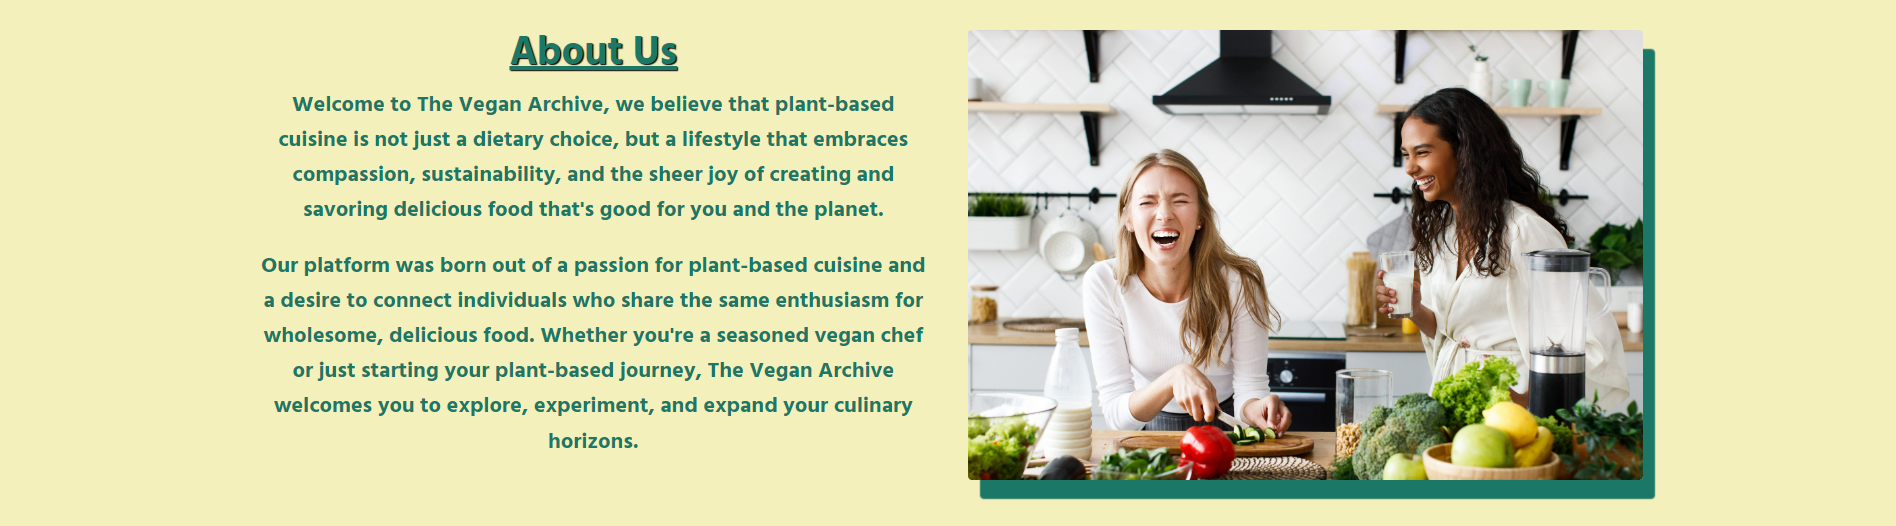 About Us
Welcome to The Vegan Archive, we believe that plant-based
cuisine is not just a dietary choice, but a lifestyle that embraces
compassion, sustainability, and the sheer joy of creating and
savoring delicious food that's good for you and the planet.
Our platform was born out of a passion for plant-based cuisine and
a desire to connect individuals who share the same enthusiasm for
wholesome, delicious food. Whether you're a seasoned vegan chef
or just starting your plant-based journey, The Vegan Archive
welcomes you to explore, experiment, and expand your culinary
horizons.